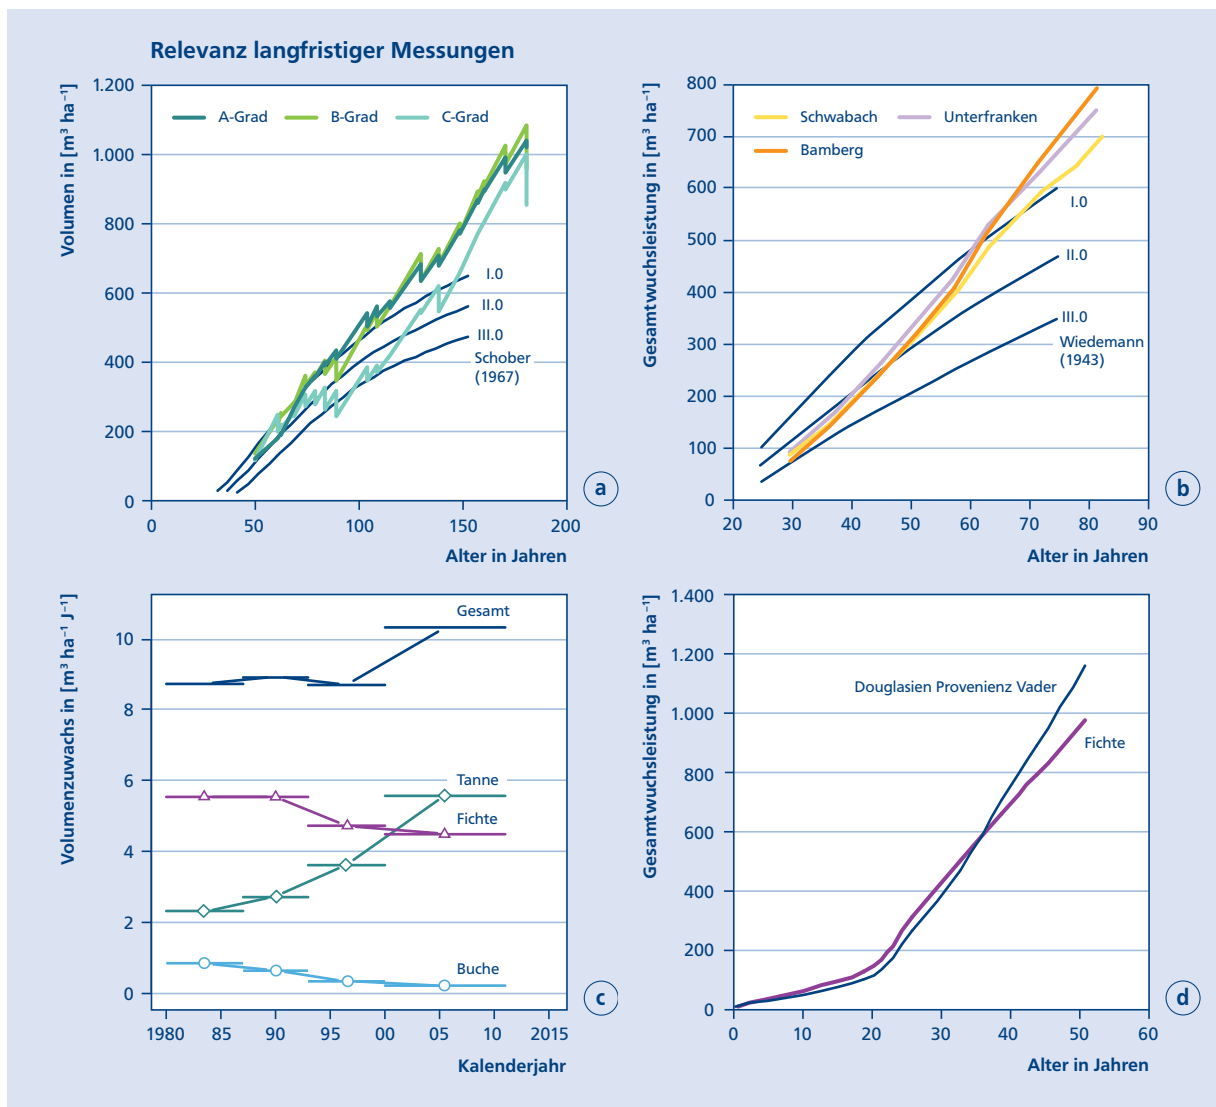 Relevanz langfristiger Messungen
Volumen in [m³ ha⁻¹]
1.200
1.000
800
600
400
200
0
A-Grad B-Grad C-Grad
I.0
II.0
III.0
Schober
(1967)
0 50 100 150 200
Alter in Jahren
a
Gesamtwuchsleistung in [m³ ha⁻¹]
800
700
600
500
400
300
200
100
0
Schwabach Unterfranken
Bamberg
I.0
II.0
III.0
Wiedemann
(1943)
20 30 40 50 60 70 80 90
Alter in Jahren
b
Volumenzuwachs in [m³ ha⁻¹ J⁻¹]
10
8
6
4
2
0
Gesamt
Tanne
Fichte
Buche
1980 85 90 95 00 05 10 2015
Kalenderjahr
c
Gesamtwuchsleistung in [m³ ha⁻¹]
1.400
1.200
1.000
800
600
400
200
0
Douglasien Provenienz Vader
Fichte
0 10 20 30 40 50 60
Alter in Jahren
d